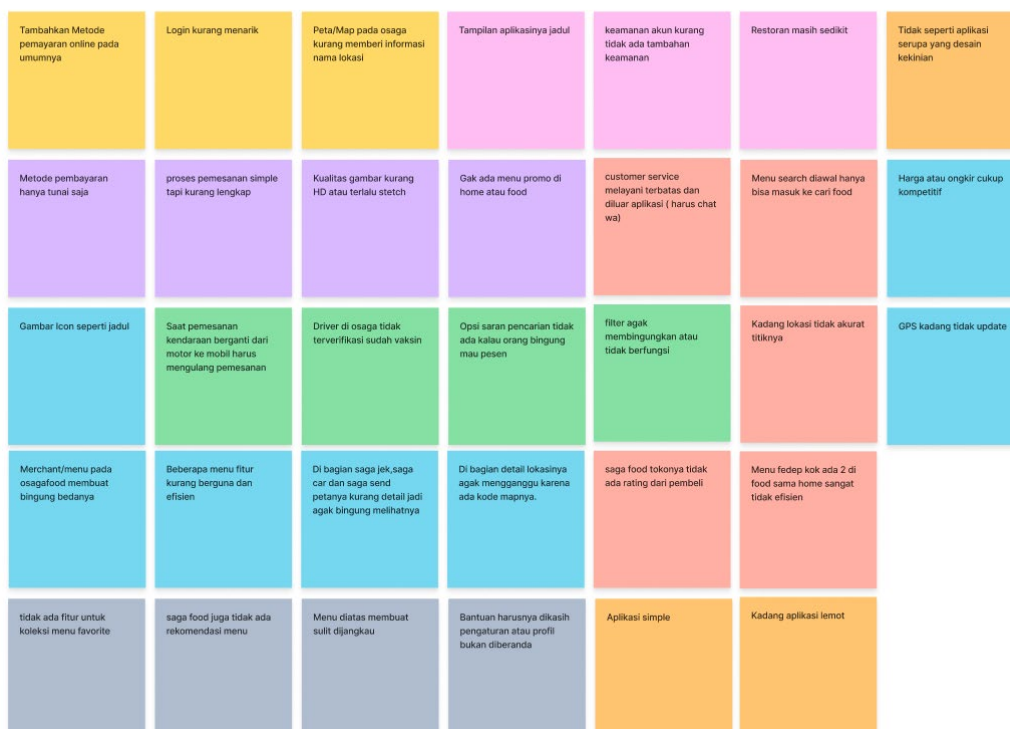 Tambahkan Metode
pemayaran online pada
umumnya
Login kurang menarik
Peta/Map pada osaga
kurang memberi informasi
nama lokasi
Tampilan aplikasinya jadul
keamanan akun kurang
tidak ada tambahan
keamanan
Restoran masih sedikit
Tidak seperti aplikasi
serupa yang desain
kekinian
Metode pembayaran
hanya tunai saja
proses pemesanan simple
tapi kurang lengkap
Kualitas gambar kurang
HD atau terlalu stetch
Gak ada menu promo di
home atau food
customer service
melayani terbatas dan
diluar aplikasi ( harus chat
wa)
Menu search diawal hanya
bisa masuk ke cari food
Harga atau ongkir cukup
kompetitif
Gambar Icon seperti jadul
Saat pemesanan
kendaraan berganti dari
motor ke mobil harus
mengulang pemesanan
Driver di osaga tidak
terverifikasi sudah vaksin
Opsi saran pencarian tidak
ada kalau orang bingung
mau pesen
filter agak
membingungkan atau
tidak berfungsi
Kadang lokasi tidak akurat
titiknya
GPS kadang tidak update
Merchant/menu pada
osagafood membuat
bingung bedanya
Beberapa menu fitur
kurang berguna dan
efisien
Di bagian saga jek,saga
car dan saga send
petanya kurang detail jadi
agak bingung melihatnya
Di bagian detail lokasinya
agak mengganggu karena
ada kode mapnya.
saga food tokonya tidak
ada rating dari pembeli
Menu fedep kok ada 2 di
food sama home sangat
tidak efisien
tidak ada fitur untuk
koleksi menu favorite
saga food juga tidak ada
rekomendasi menu
Menu diatas membuat
sulit dijangkau
Bantuan harusnya dikasih
pengaturan atau profil
bukan diberanda
Aplikasi simple
Kadang aplikasi lemot